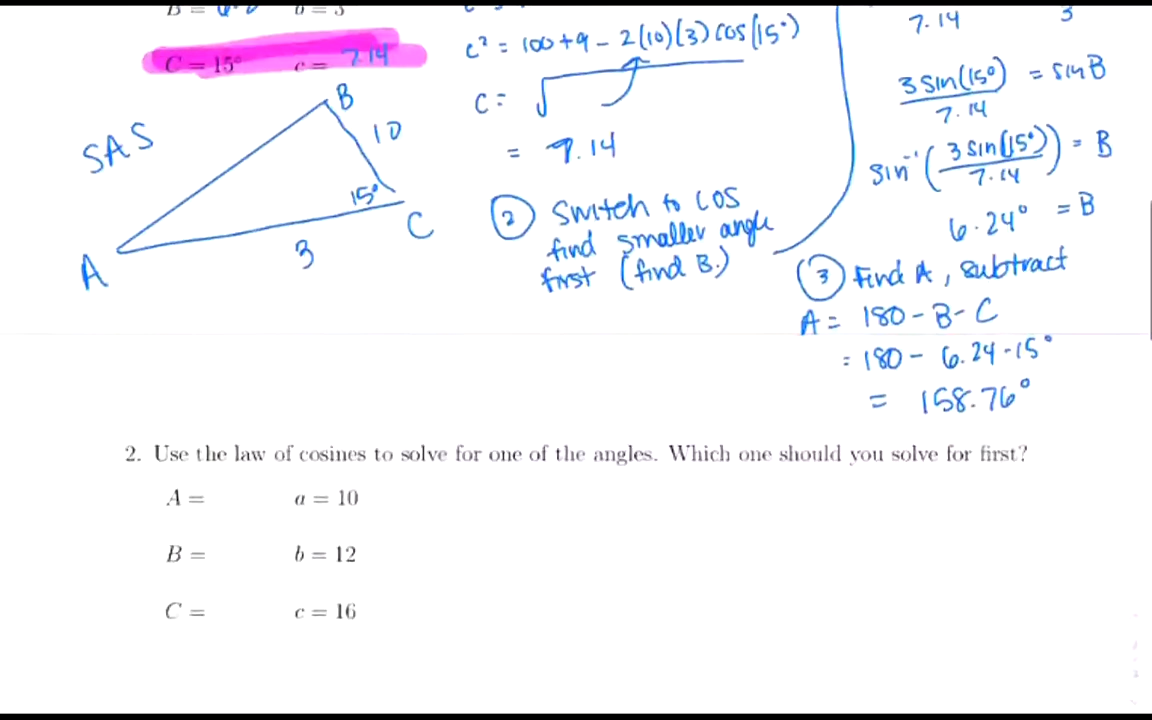 C = 15° c = 7.14
SAS
B
10
15°
C
3
A
c² = 100 + 9 - 2(10)(3) cos(15°)
C = √
= 7.14
② Switch to COS
find smaller angle
first (find B.)
7.14 3
3 sin(15°) = sin B
7.14
sin⁻¹(3 sin(15°)) = B
7.14
6.24° = B
③ Find A, subtract
A = 180 - B - C
= 180 - 6.24 - 15°
= 158.76°
2. Use the law of cosines to solve for one of the angles. Which one should you solve for first?
A = a = 10
B = b = 12
C = c = 16